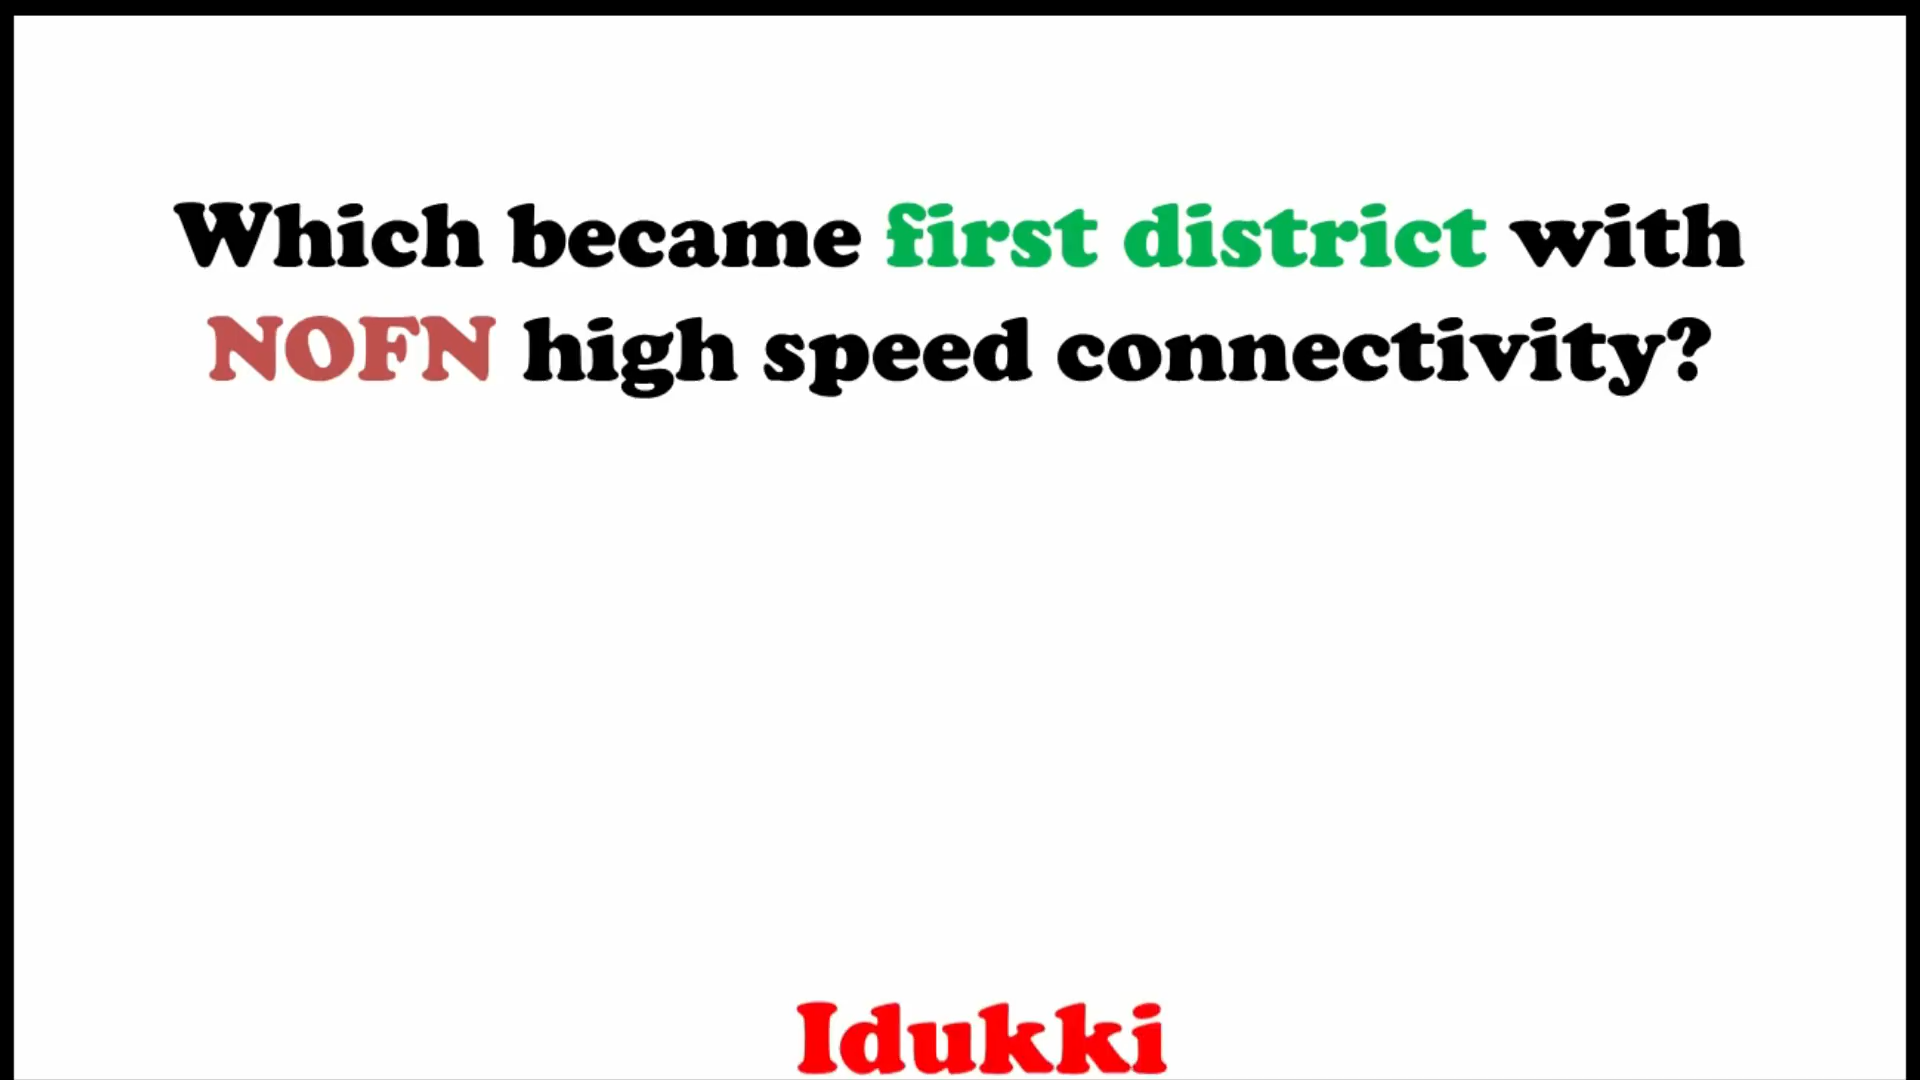 Which became first district with
NOFN high speed connectivity?
Idukki